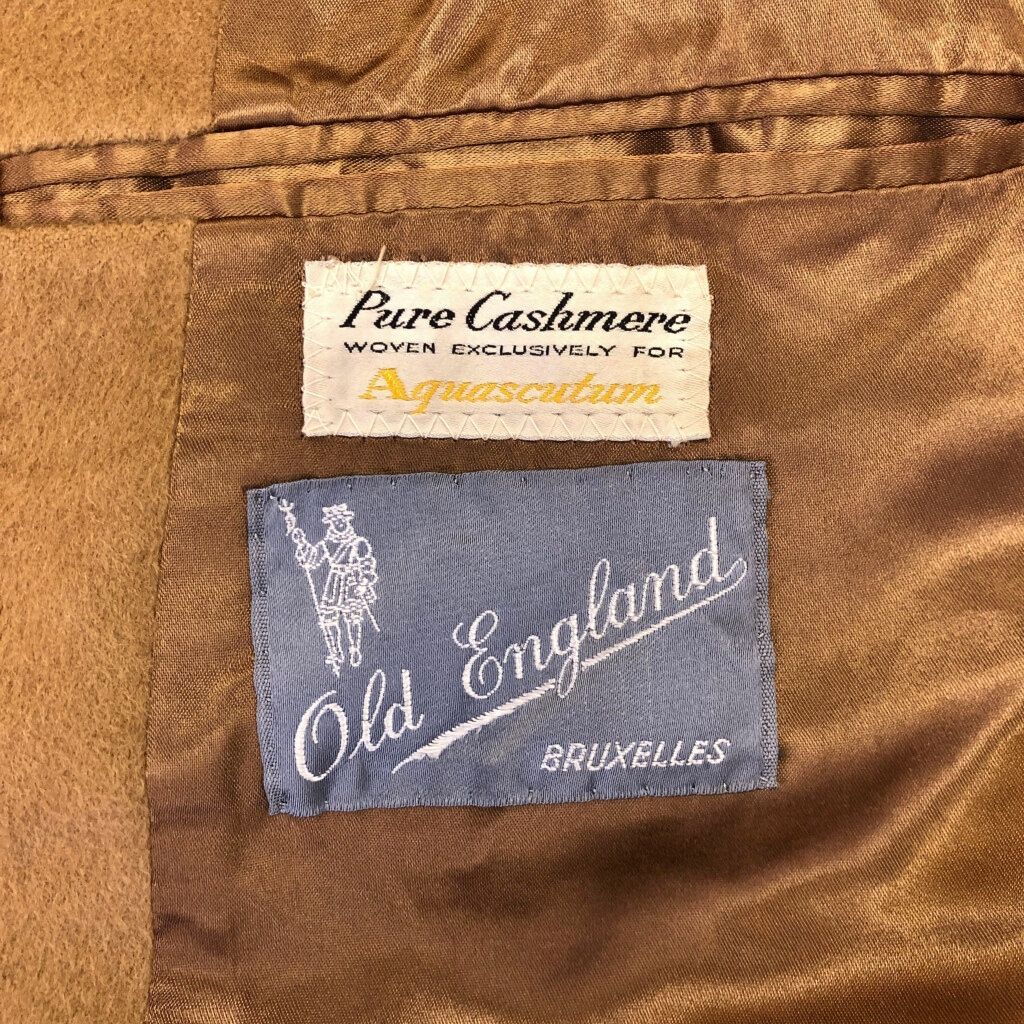 Pure Cashmere
WOVEN EXCLUSIVELY FOR
Aquascutum
Old England
BRUXELLES